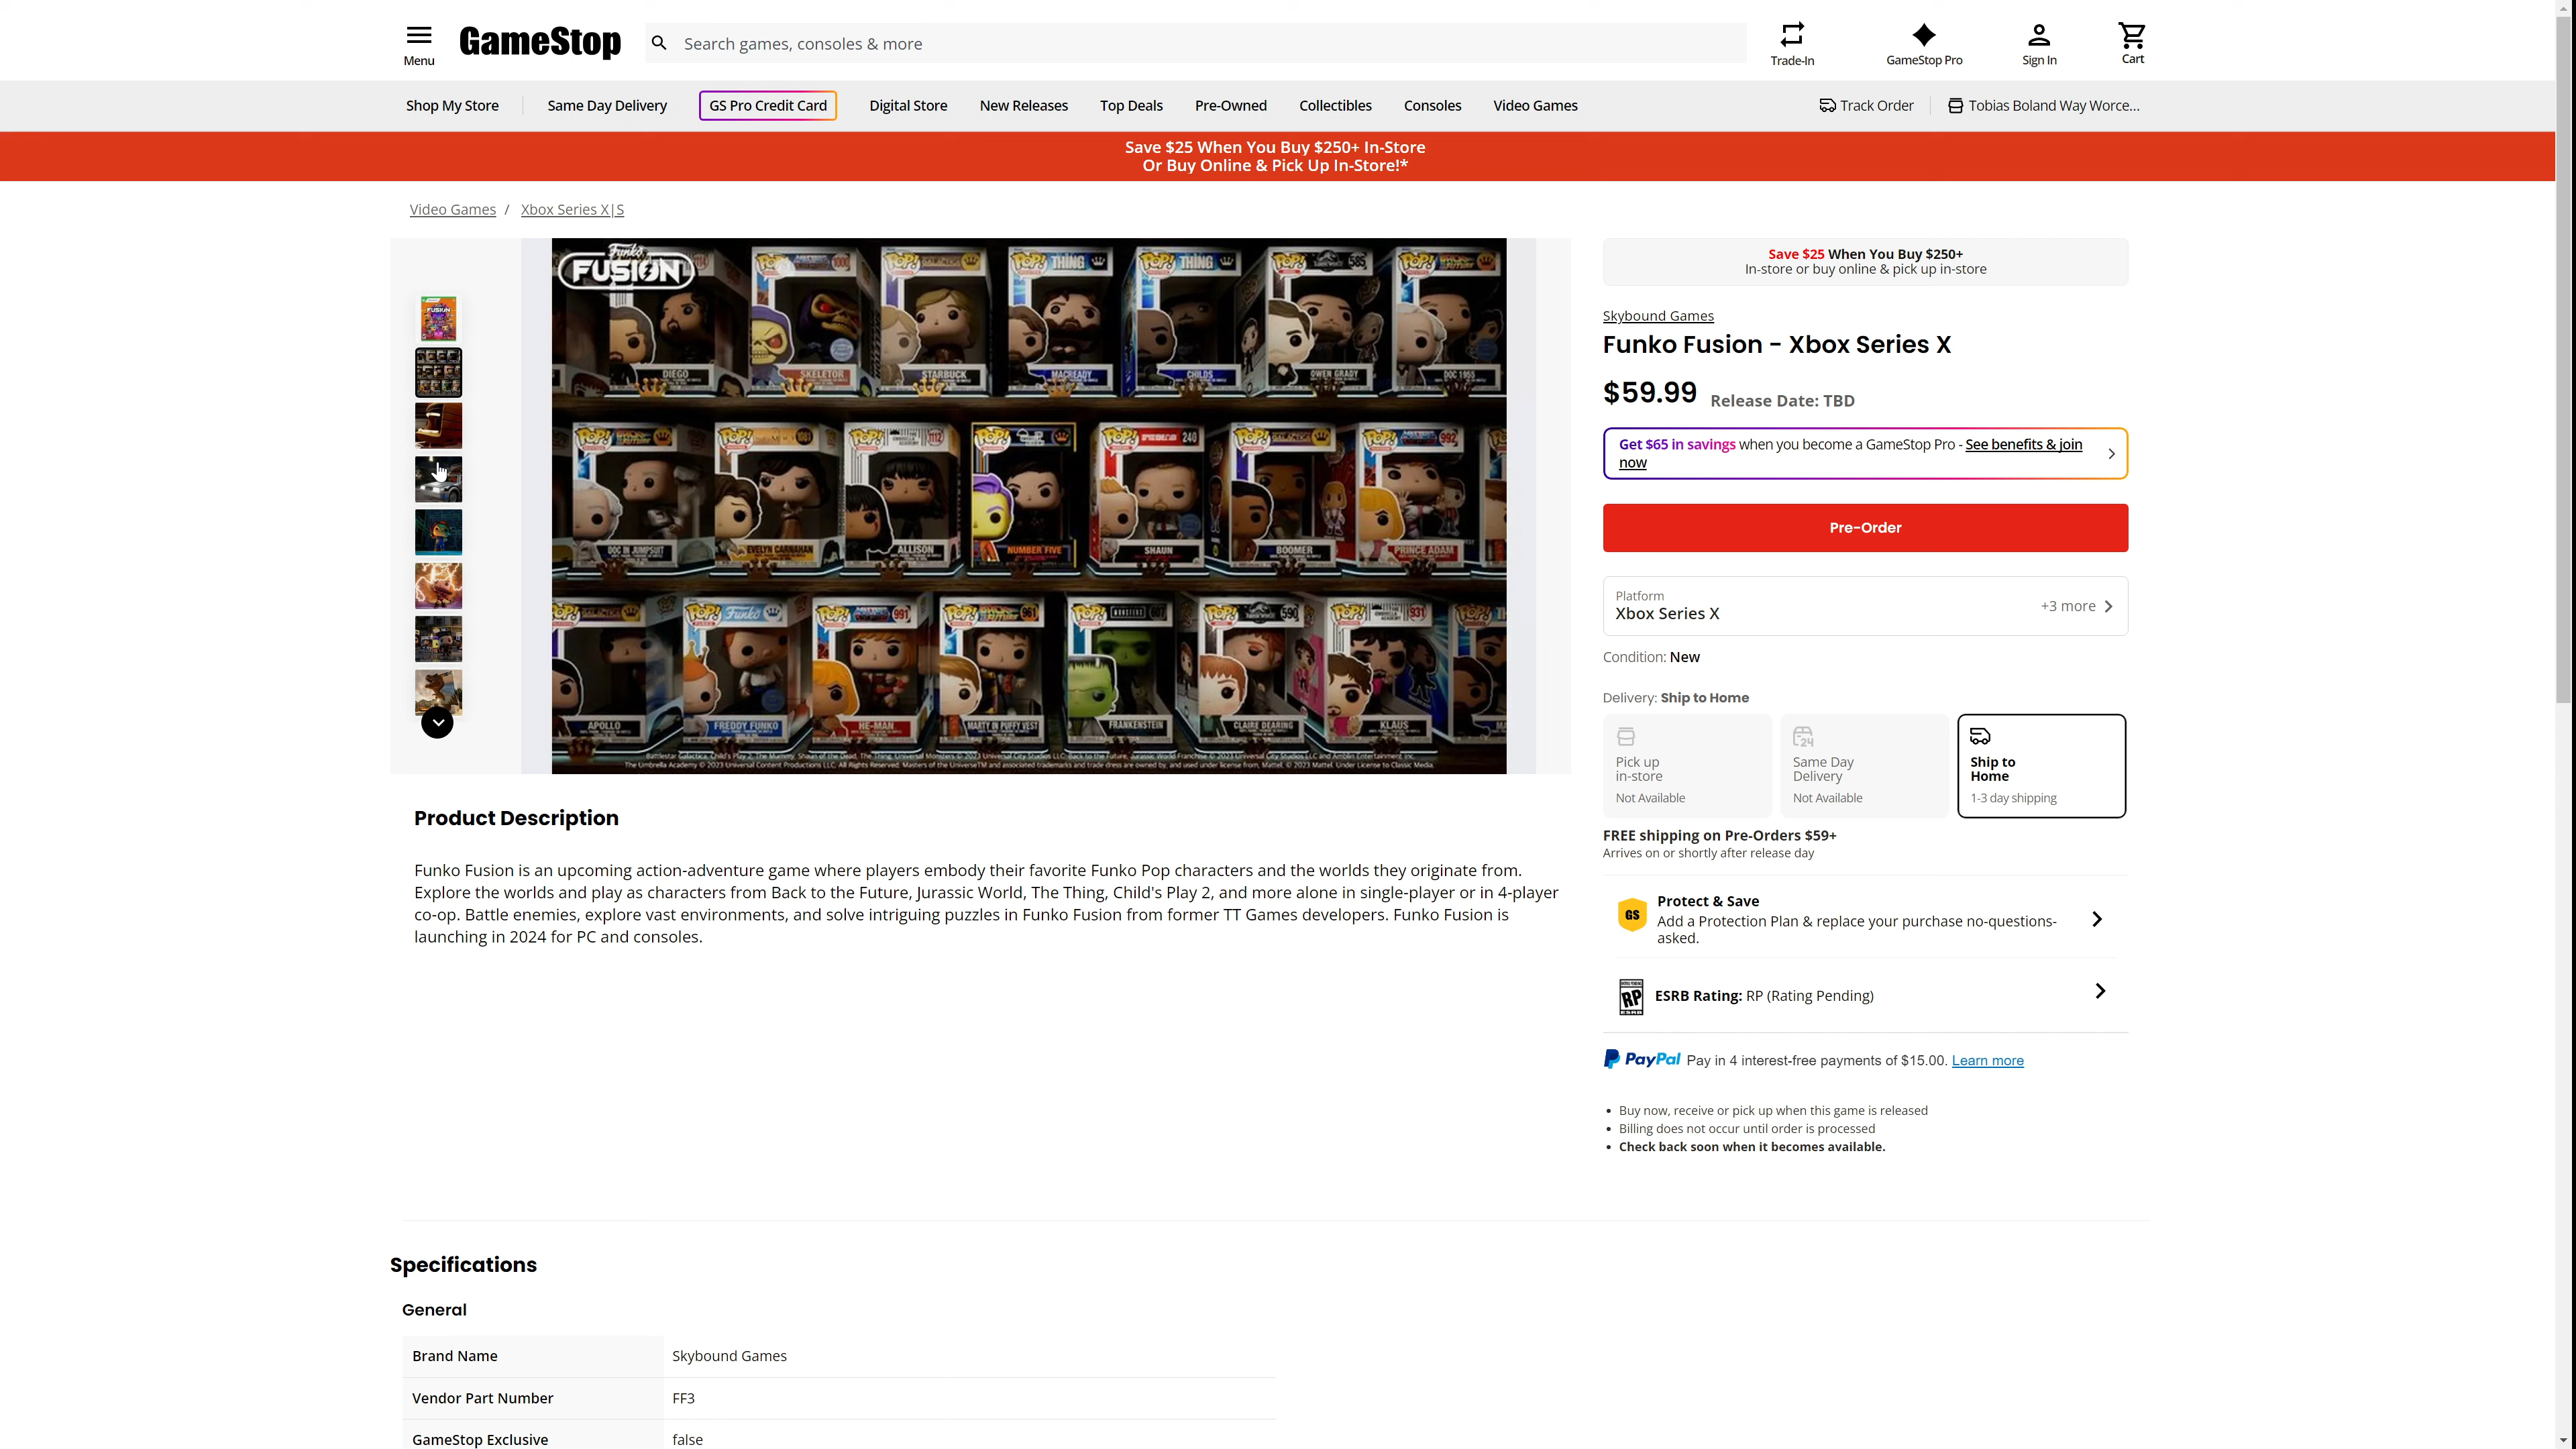 Menu
GameStop
Search games, consoles & more
Trade-In
GameStop Pro
Sign In
Cart
Shop My Store
Same Day Delivery
GS Pro Credit Card
Digital Store
New Releases
Top Deals
Pre-Owned
Collectibles
Consoles
Video Games
Track Order
Tobias Boland Way Worce...
Save $25 When You Buy $250+ In-Store
Or Buy Online & Pick Up In-Store!*
Video Games / Xbox Series X|S
Funko
FUSION
DIEGO
SKELETOR
STARBUCK
MACREADY
CHILDS
OWEN GRADY
DOC 1955
DOC IN JUMPSUIT
EVELYN CARNAHAN
ALLISON
NUMBER FIVE
SHAUN
BOOMER
PRINCE ADAM
APOLLO
FREDDY FUNKO
HE-MAN
MARTY IN PUFFY VEST
FRANKENSTEIN
CLAIRE DEARING
KLAUS
Save $25 When You Buy $250+
In-store or buy online & pick up in-store
Skybound Games
Funko Fusion - Xbox Series X
$59.99 Release Date: TBD
Get $65 in savings when you become a GameStop Pro - See benefits & join
now
Pre-Order
Platform
Xbox Series X
+3 more
Condition: New
Delivery: Ship to Home
Pick up
in-store
Not Available
24
Same Day
Delivery
Not Available
Ship to
Home
1-3 day shipping
FREE shipping on Pre-Orders $59+
Arrives on or shortly after release day
GS
Protect & Save
Add a Protection Plan & replace your purchase no-questions-
asked.
RP
ESRB Rating: RP (Rating Pending)
PayPal Pay in 4 interest-free payments of $15.00. Learn more
• Buy now, receive or pick up when this game is released
• Billing does not occur until order is processed
• Check back soon when it becomes available.
Product Description
Funko Fusion is an upcoming action-adventure game where players embody their favorite Funko Pop characters and the worlds they originate from.
Explore the worlds and play as characters from Back to the Future, Jurassic World, The Thing, Child's Play 2, and more alone in single-player or in 4-player
co-op. Battle enemies, explore vast environments, and solve intriguing puzzles in Funko Fusion from former TT Games developers. Funko Fusion is
launching in 2024 for PC and consoles.
Specifications
General
Brand Name Skybound Games
Vendor Part Number FF3
GameStop Exclusive false